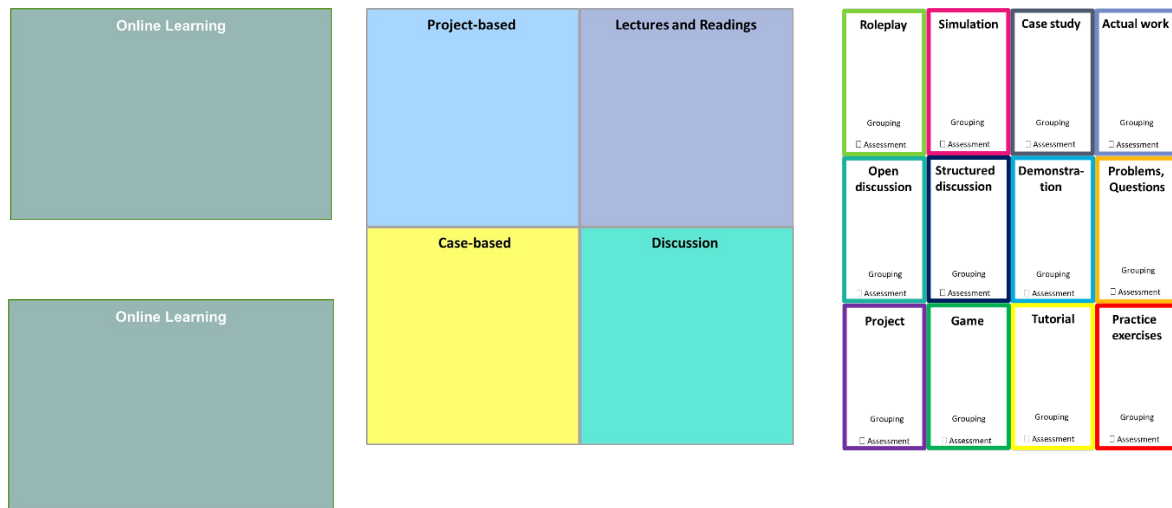 Online Learning
Online Learning
Project-based
Lectures and Readings
Case-based
Discussion
Roleplay
Grouping
Assessment
Simulation
Grouping
Assessment
Case study
Grouping
Assessment
Actual work
Grouping
Assessment
Open
discussion
Grouping
Assessment
Structured
discussion
Grouping
Assessment
Demonstra-
tion
Grouping
Assessment
Problems,
Questions
Grouping
Assessment
Project
Grouping
Assessment
Game
Grouping
Assessment
Tutorial
Grouping
Assessment
Practice
exercises
Grouping
Assessment